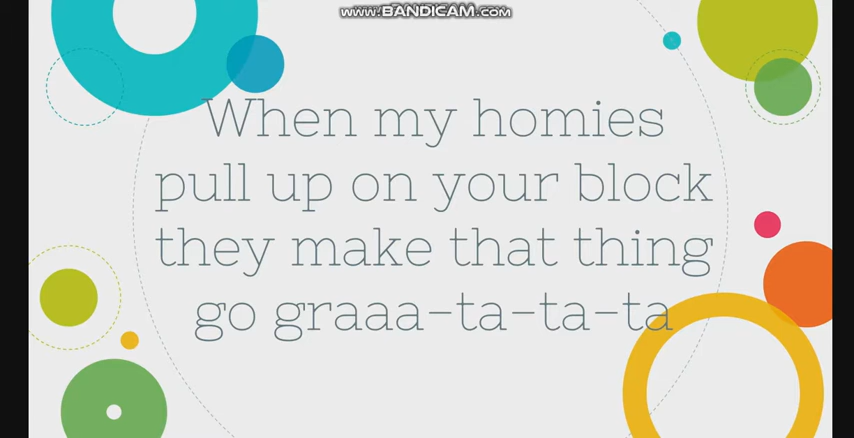 www.BANDICAM.com
When my homies
pull up on your block
they make that thing
go graaa-ta-ta-ta